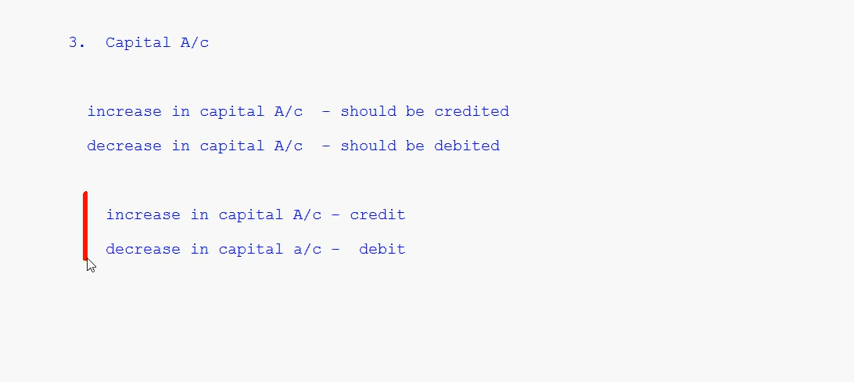 3. Capital A/c
increase in capital A/c - should be credited
decrease in capital A/c - should be debited
increase in capital A/c - credit
decrease in capital a/c - debit